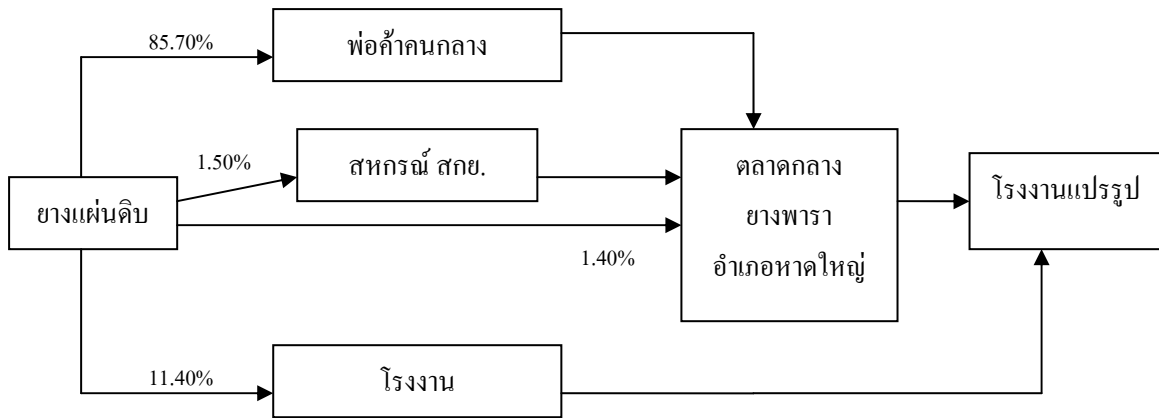 85.70%
พ่อค้าคนกลาง
1.50%
สหกรณ์ สกย.
ยางแผ่นดิบ
1.40%
ตลาดกลาง
ยางพารา
อำเภอหาดใหญ่
โรงงานแปรรูป
11.40%
โรงงาน